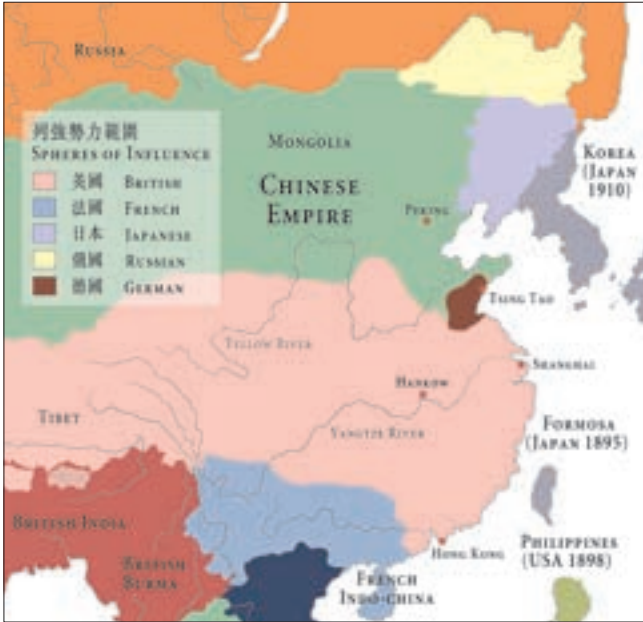 RUSSIA
列強勢力範圍
SPHERES OF INFLUENCE
美國 BRITISH
法國 FRENCH
日本 JAPANESE
俄國 RUSSIAN
德國 GERMAN
MONGOLIA
CHINESE
EMPIRE
PEKING
KOREA
(JAPAN
1910)
TSING TAO
YELLOW RIVER
SHANGHAI
HANKOW
TIBET
YANGTZE RIVER
FORMOSA
(JAPAN 1895)
BRITISH INDIA
HONG KONG
PHILIPPINES
(USA 1898)
BRITISH
BURMA
FRENCH
INDO-CHINA